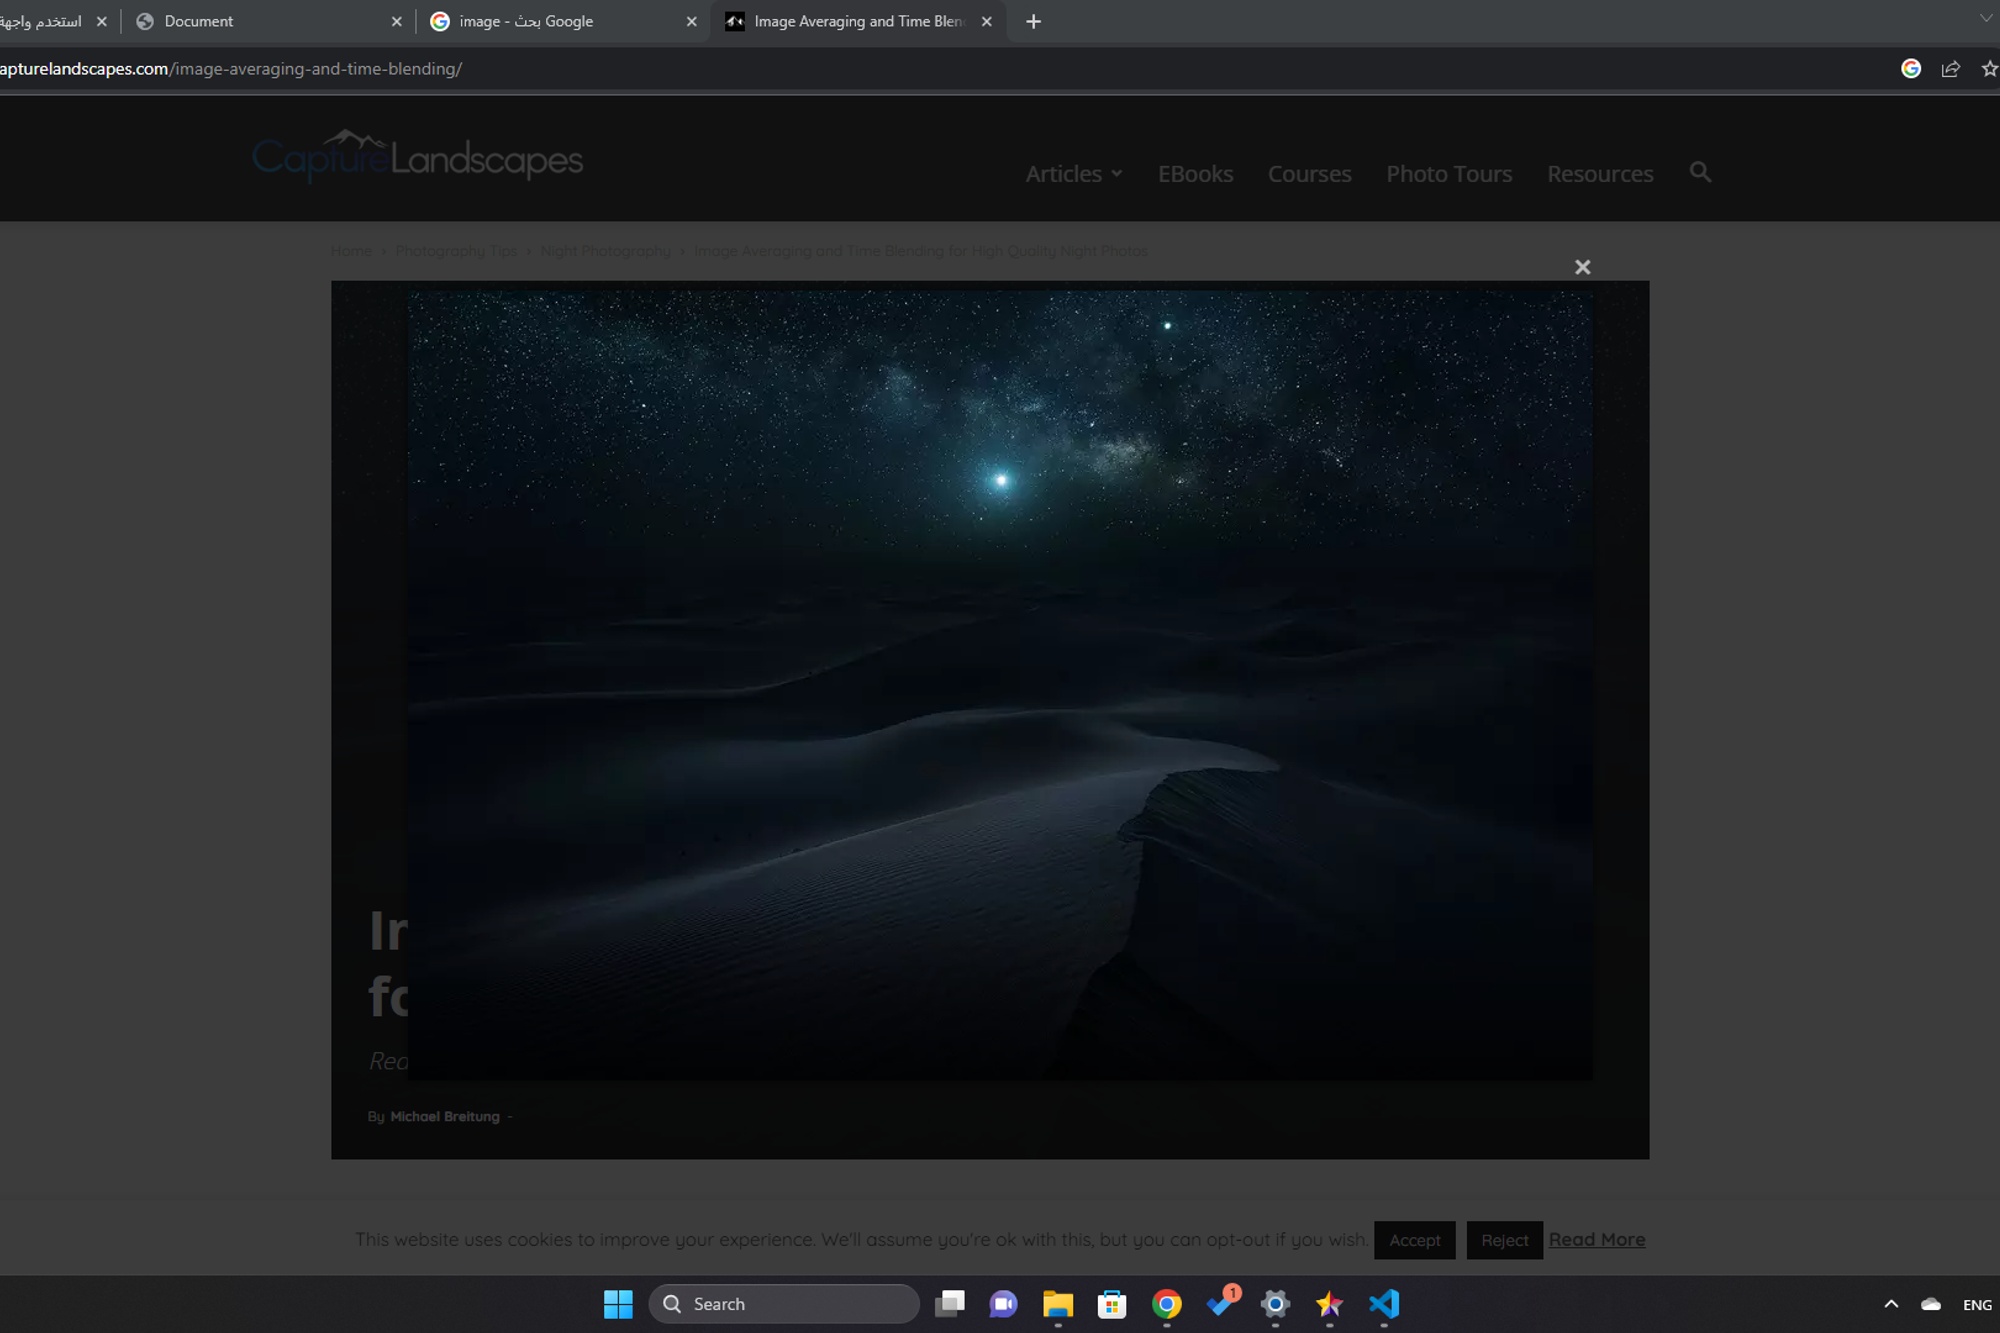 استخدم واجهة
Document
image - بحث Google
Image Averaging and Time Blen
apturelandscapes.com/image-averaging-and-time-blending/
CaptureLandscapes
Articles
EBooks
Courses
Photo Tours
Resources
Home › Photography Tips › Night Photography › Image Averaging and Time Blending for High Quality Night Photos
By Michael Breitung -
This website uses cookies to improve your experience. We'll assume you're ok with this, but you can opt-out if you wish. Accept Reject Read More
Search
1
ENG